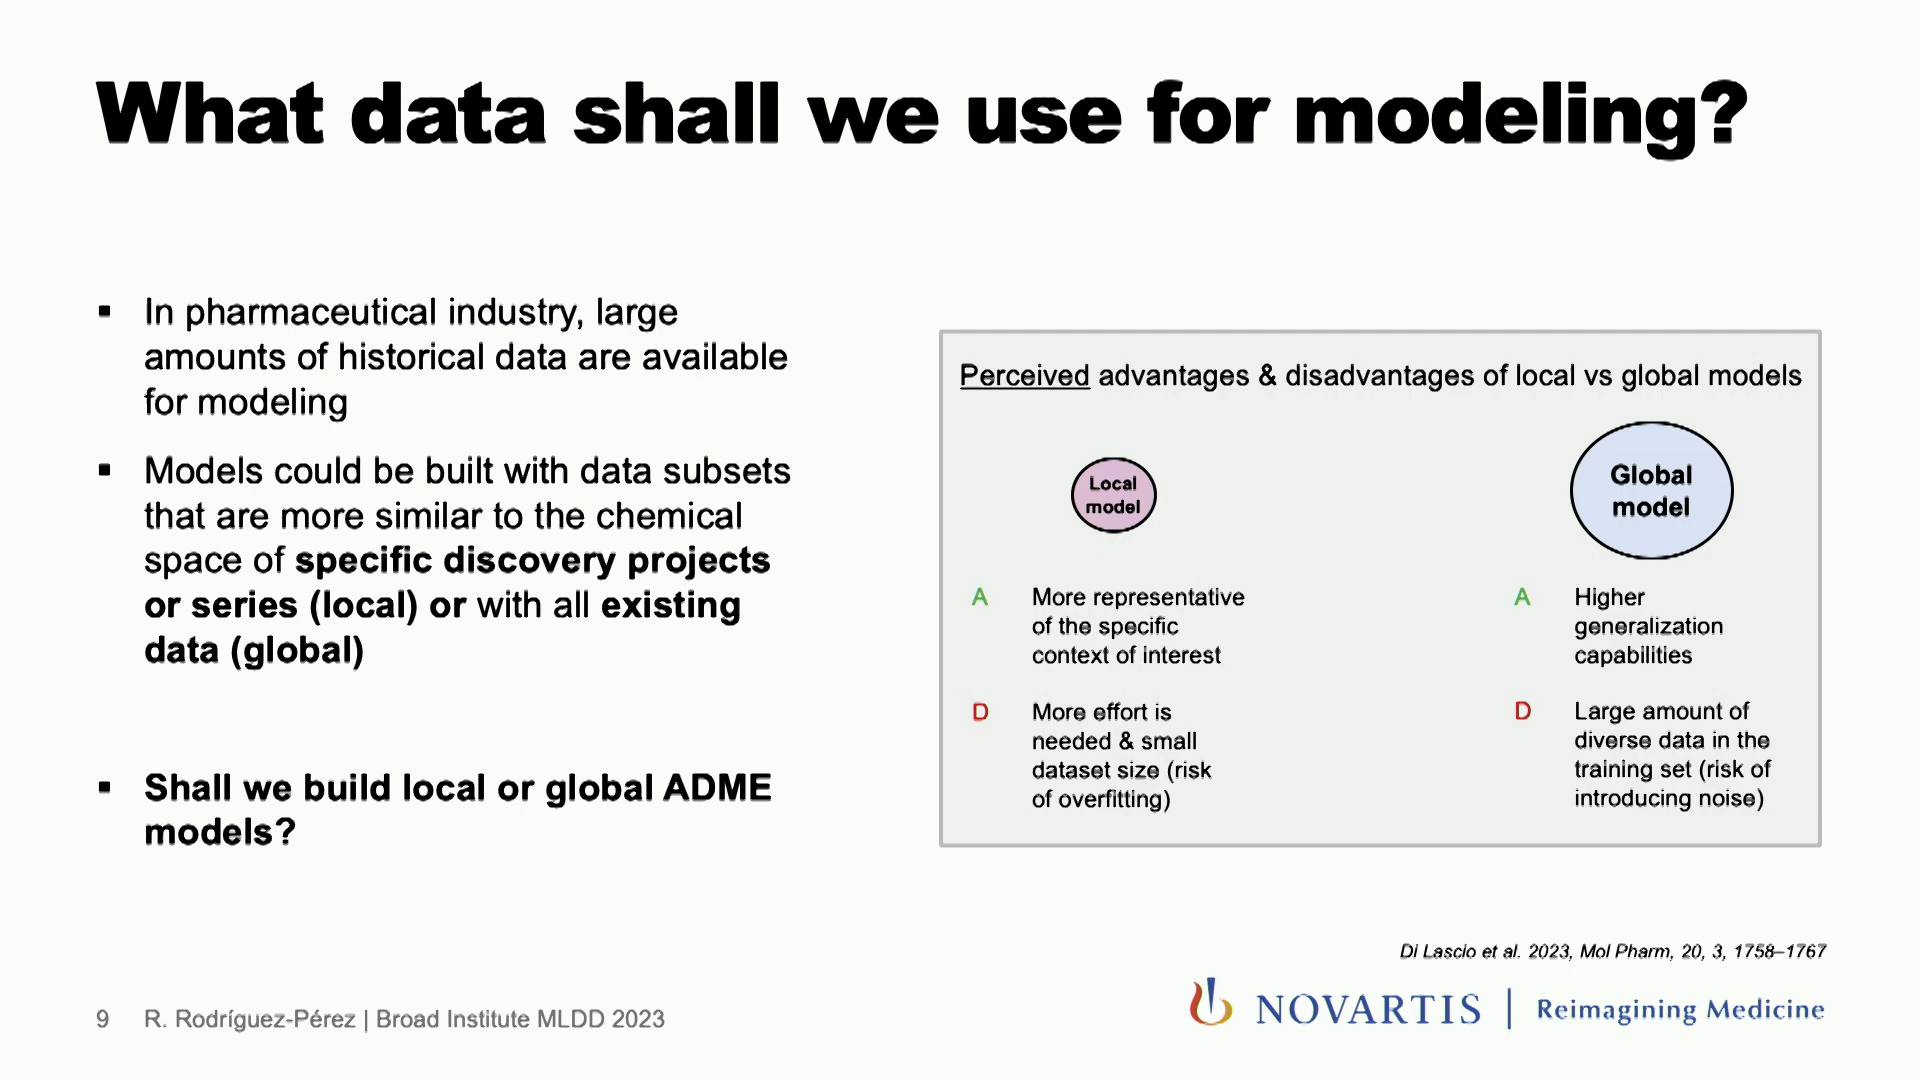 What data shall we use for modeling?
▪ In pharmaceutical industry, large
amounts of historical data are available
for modeling
▪ Models could be built with data subsets
that are more similar to the chemical
space of specific discovery projects
or series (local) or with all existing
data (global)
▪ Shall we build local or global ADME
models?
Perceived advantages & disadvantages of local vs global models
Local
model
A More representative
of the specific
context of interest
D More effort is
needed & small
dataset size (risk
of overfitting)
Global
model
A Higher
generalization
capabilities
D Large amount of
diverse data in the
training set (risk of
introducing noise)
Di Lascio et al. 2023, Mol Pharm, 20, 3, 1758–1767
9 R. Rodríguez-Pérez | Broad Institute MLDD 2023
NOVARTIS | Reimagining Medicine